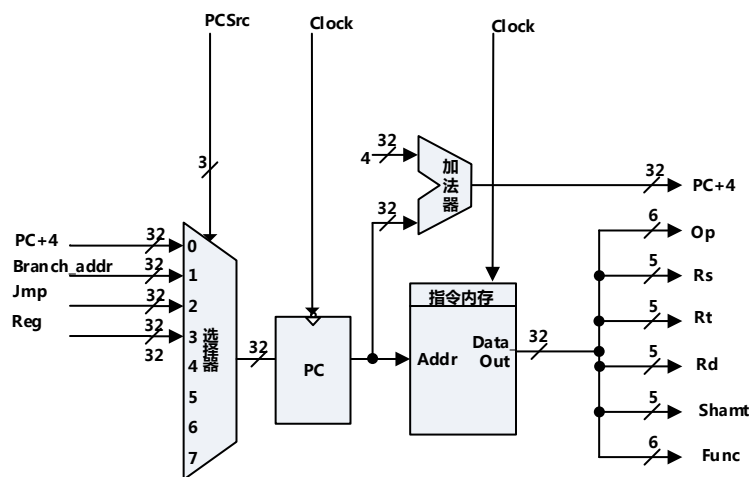 PCSrc
Clock
Clock
3
4
32
32
加法器
32
PC+4
PC+4
32
0
Branch_addr
32
1
Jmp
32
2
Reg
32
3
32
4
5
6
7
选择器
32
PC
指令内存
Addr
Data_
Out
32
6
Op
5
Rs
5
Rt
5
Rd
5
Shamt
6
Func